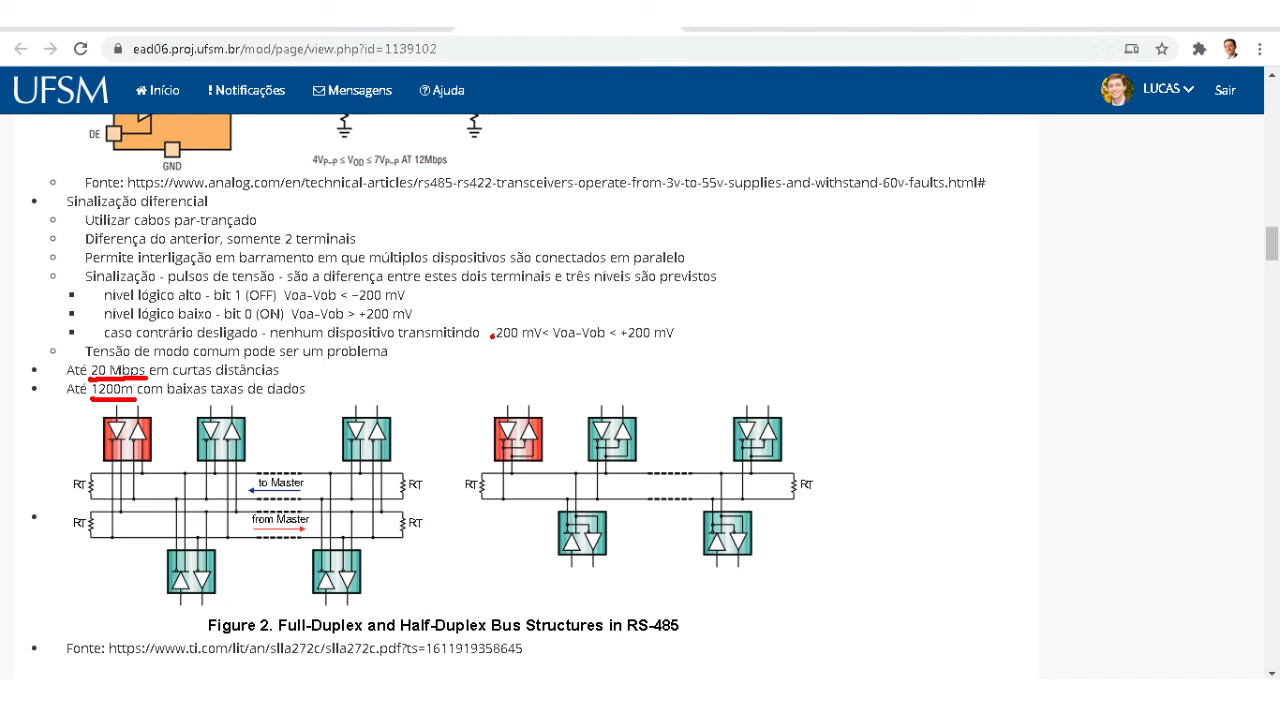 ead06.proj.ufsm.br/mod/page/view.php?id=1139102
UFSM Início Notificações Mensagens Ajuda LUCAS Sair
DE
GND
4VP–P ≤ VOD ≤ 7VP–P AT 12Mbps
Fonte: https://www.analog.com/en/technical-articles/rs485-rs422-transceivers-operate-from-3v-to-55v-supplies-and-withstand-60v-faults.html#
Sinalização diferencial
Utilizar cabos par-trançado
Diferença do anterior, somente 2 terminais
Permite interligação em barramento em que múltiplos dispositivos são conectados em paralelo
Sinalização - pulsos de tensão - são a diferença entre estes dois terminais e três níveis são previstos
nível lógico alto - bit 1 (OFF) Voa–Vob < −200 mV
nível lógico baixo - bit 0 (ON) Voa–Vob > +200 mV
caso contrário desligado - nenhum dispositivo transmitindo 200 mV< Voa–Vob < +200 mV
Tensão de modo comum pode ser um problema
Até 20 Mbps em curtas distâncias
Até 1200m com baixas taxas de dados
RT to Master RT RT RT
RT from Master RT
Figure 2. Full-Duplex and Half-Duplex Bus Structures in RS-485
Fonte: https://www.ti.com/lit/an/slla272c/slla272c.pdf?ts=1611919358645